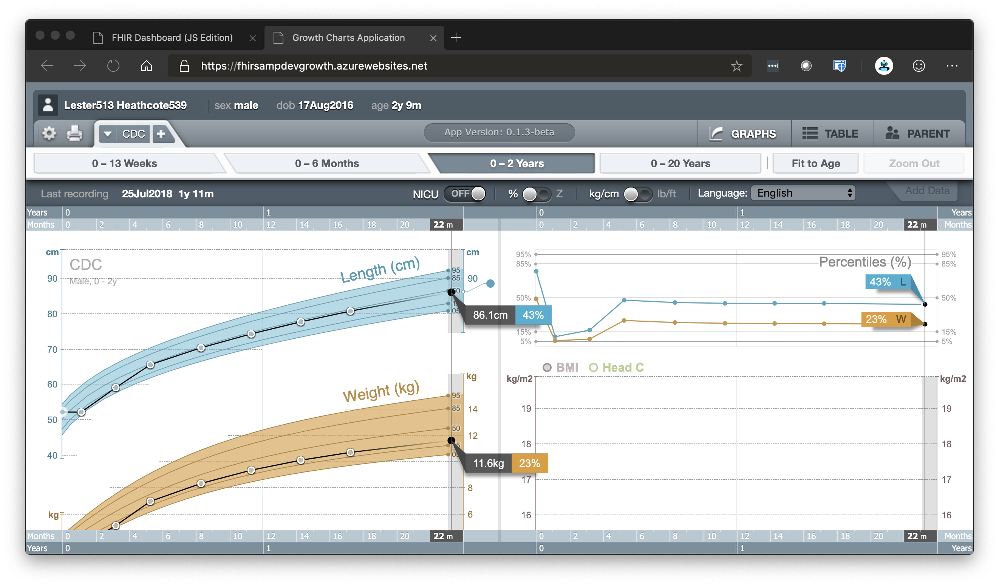 FHIR Dashboard (JS Edition)
Growth Charts Application
https://fhirsampdevgrowth.azurewebsites.net
Lester513 Heathcote539 sex male dob 17Aug2016 age 2y 9m
CDC App Version: 0.1.3-beta GRAPHS TABLE PARENT
0 – 13 Weeks 0 – 6 Months 0 – 2 Years 0 – 20 Years Fit to Age Zoom Out
Last recording 25Jul2018 1y 11m NICU OFF % Z kg/cm lb/ft Language: English Add Data
Years 0 1 0 1 Years
Months 0 2 4 6 8 10 12 14 16 18 20 22 m 0 2 4 6 8 10 12 14 16 18 20 22 m Months
cm
CDC
Male, 0 - 2y
90
80
70
60
50
40
Length (cm)
cm
95
85
90
05
86.1cm 43%
Weight (kg)
kg
95
85
14
50
12
11.6kg 23%
8
6
kg
95% 95%
85% Percentiles (%) 85%
43% L
50% 50%
23% W
15% 15%
5% 5%
BMI Head C
kg/m2 kg/m2
19 19
18 18
17 17
16 16
Months 0 2 4 6 8 10 12 14 16 18 20 22 m 0 2 4 6 8 10 12 14 16 18 20 22 m Months
Years 0 1 0 1 Years